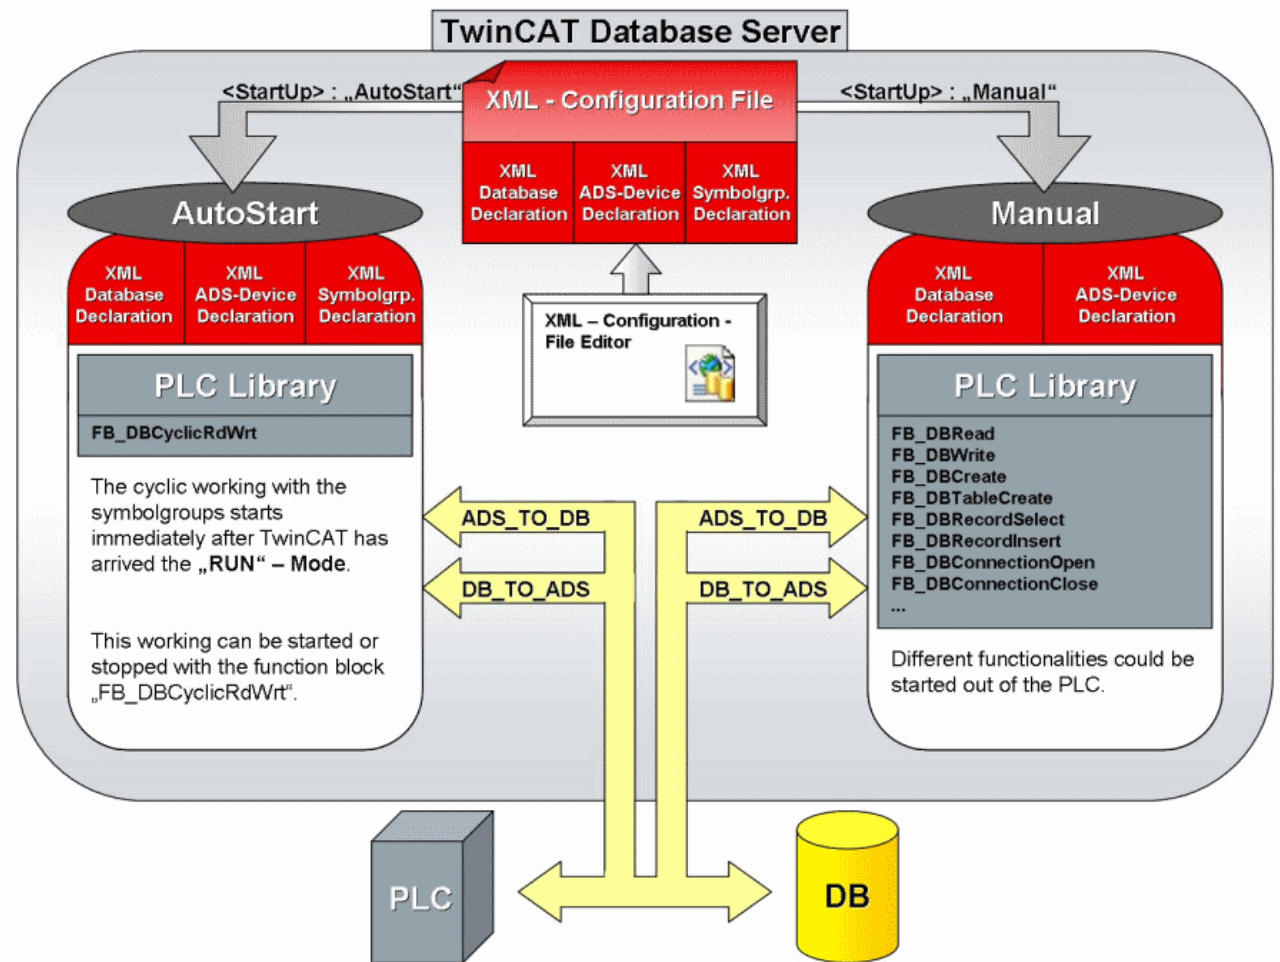 TwinCAT Database Server
<StartUp> : „AutoStart“
XML - Configuration File
<StartUp> : „Manual“
XML
Database
Declaration
XML
ADS-Device
Declaration
XML
Symbolgrp.
Declaration
AutoStart
XML
Database
Declaration
XML
ADS-Device
Declaration
XML
Symbolgrp.
Declaration
PLC Library
FB_DBCyclicRdWrt
The cyclic working with the
symbolgroups starts
immediately after TwinCAT has
arrived the „RUN“ – Mode.
This working can be started or
stopped with the function block
„FB_DBCyclicRdWrt“.
XML – Configuration -
File Editor
ADS_TO_DB
DB_TO_ADS
ADS_TO_DB
DB_TO_ADS
Manual
XML
Database
Declaration
XML
ADS-Device
Declaration
PLC Library
FB_DBRead
FB_DBWrite
FB_DBCreate
FB_DBTableCreate
FB_DBRecordSelect
FB_DBRecordInsert
FB_DBConnectionOpen
FB_DBConnectionClose
...
Different functionalities could be
started out of the PLC.
PLC
DB